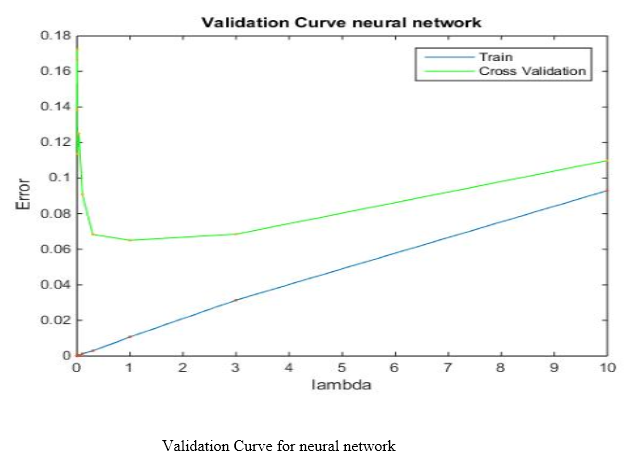 Validation Curve neural network
0.18
0.16
0.14
0.12
0.1
0.08
0.06
0.04
0.02
0
Error
Train
Cross Validation
0 1 2 3 4 5 6 7 8 9 10
lambda
Validation Curve for neural network